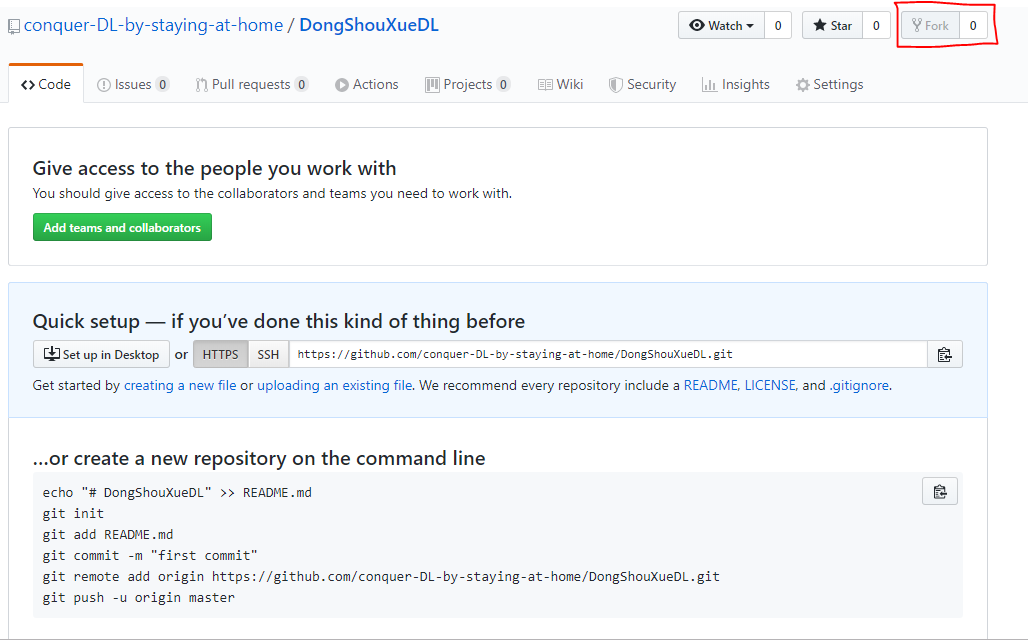 conquer-DL-by-staying-at-home / DongShouXueDL
Watch 0 Star 0 Fork 0
Code Issues 0 Pull requests 0 Actions Projects 0 Wiki Security Insights Settings
Give access to the people you work with
You should give access to the collaborators and teams you need to work with.
Add teams and collaborators
Quick setup — if you’ve done this kind of thing before
Set up in Desktop or HTTPS SSH https://github.com/conquer-DL-by-staying-at-home/DongShouXueDL.git
Get started by creating a new file or uploading an existing file. We recommend every repository include a README, LICENSE, and .gitignore.
…or create a new repository on the command line
echo "# DongShouXueDL" >> README.md
git init
git add README.md
git commit -m "first commit"
git remote add origin https://github.com/conquer-DL-by-staying-at-home/DongShouXueDL.git
git push -u origin master